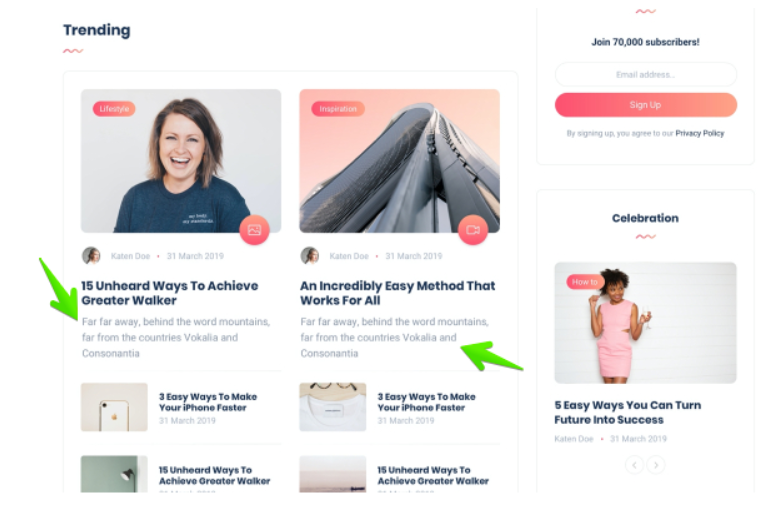 Trending
Lifestyle
Katen Doe • 31 March 2019
15 Unheard Ways To Achieve
Greater Walker
Far far away, behind the word mountains,
far from the countries Vokalia and
Consonantia
3 Easy Ways To Make
Your iPhone Faster
31 March 2019
15 Unheard Ways To
Achieve Greater Walker
Inspiration
Katen Doe • 31 March 2019
An Incredibly Easy Method That
Works For All
Far far away, behind the word mountains,
far from the countries Vokalia and
Consonantia
3 Easy Ways To Make
Your iPhone Faster
31 March 2019
15 Unheard Ways To
Achieve Greater Walker
Join 70,000 subscribers!
Email address...
Sign Up
By signing up, you agree to our Privacy Policy
Celebration
How to
5 Easy Ways You Can Turn
Future Into Success
Katen Doe • 31 March 2019